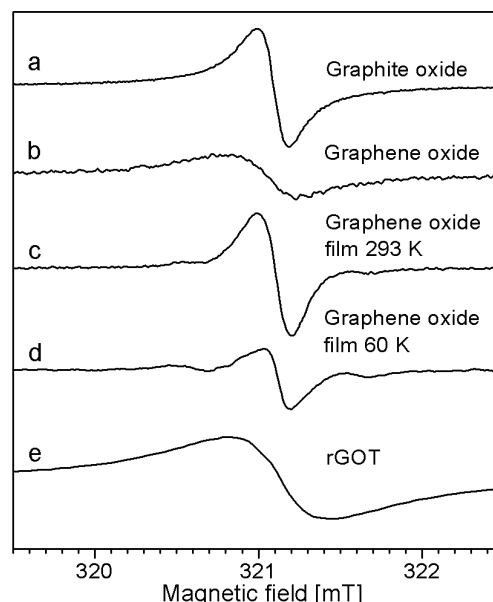 a
Graphite oxide
b
Graphene oxide
c
Graphene oxide
film 293 K
d
Graphene oxide
film 60 K
e
rGOT
320 321 322
Magnetic field [mT]